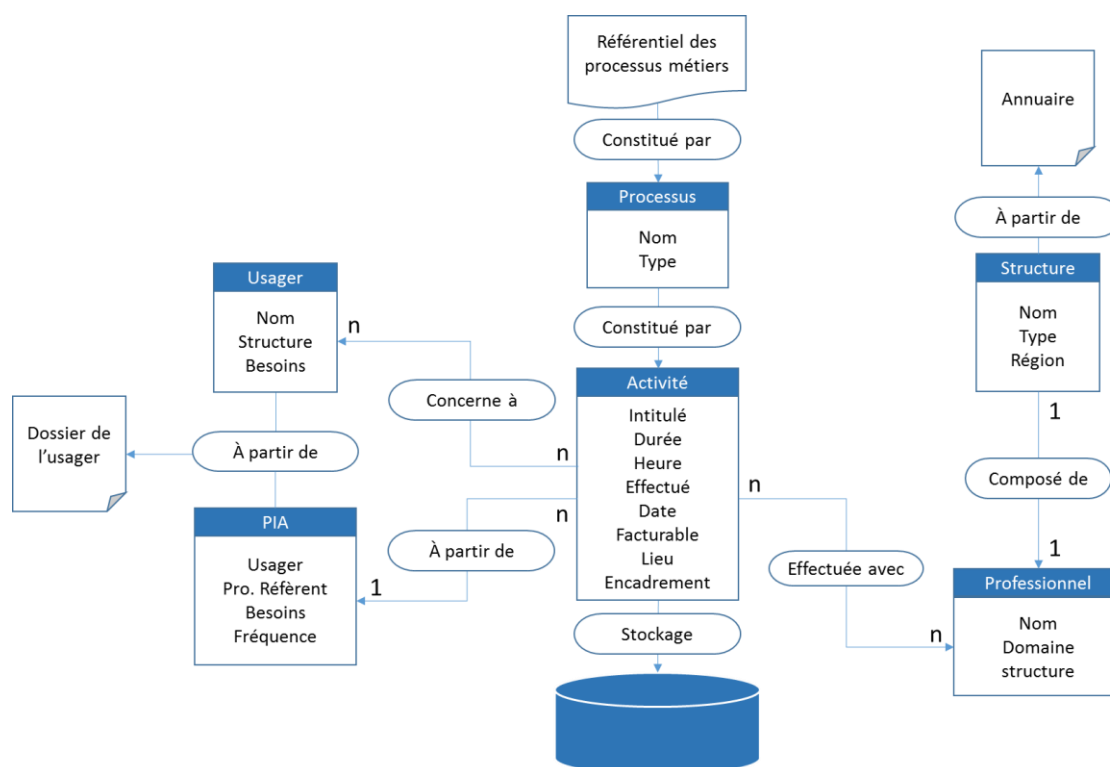 Référentiel des
processus métiers
Annuaire
Constitué par
Processus
Nom
Type
À partir de
Structure
Nom
Type
Région
1
Constitué par
Usager
Nom
Structure
Besoins
n
Concerne à
n
Activité
Intitulé
Durée
Heure
Effectué
Date
Facturable
Lieu
Encadrement
n
n
Dossier de
l'usager
À partir de
PIA
Usager
Pro. Réfèrent
Besoins
Fréquence
À partir de
1
Effectuée avec
n
Composé de
1
Professionnel
Nom
Domaine
structure
Stockage